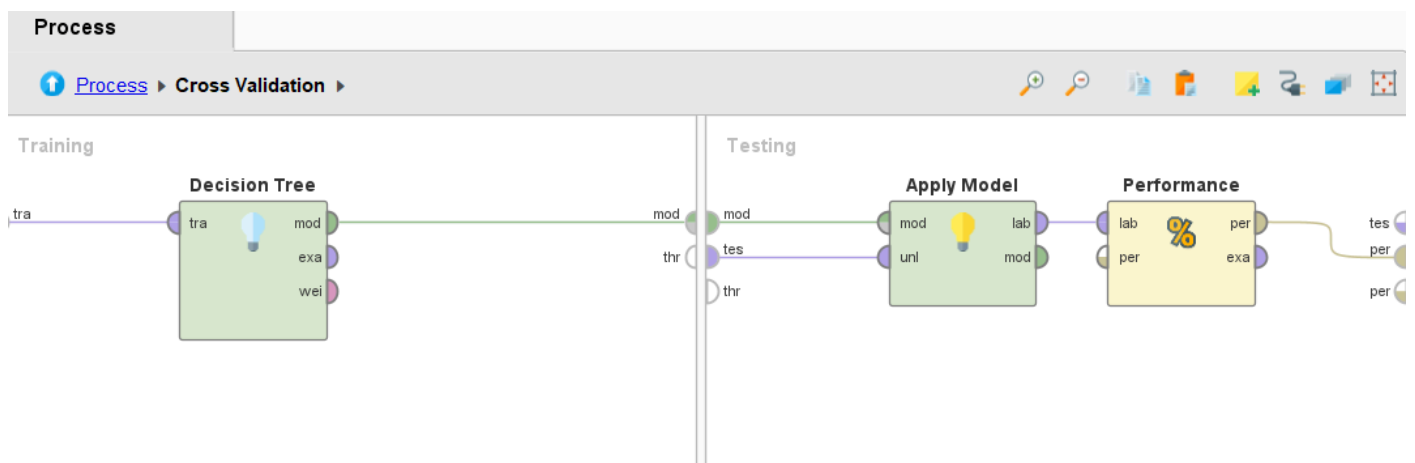 Process
Process ▸ Cross Validation ▸
Training
Testing
Decision Tree
Apply Model
Performance
tra
tra
mod
mod
mod
mod
lab
lab
per
tes
exa
thr
tes
unl
mod
per
exa
per
wei
thr
per